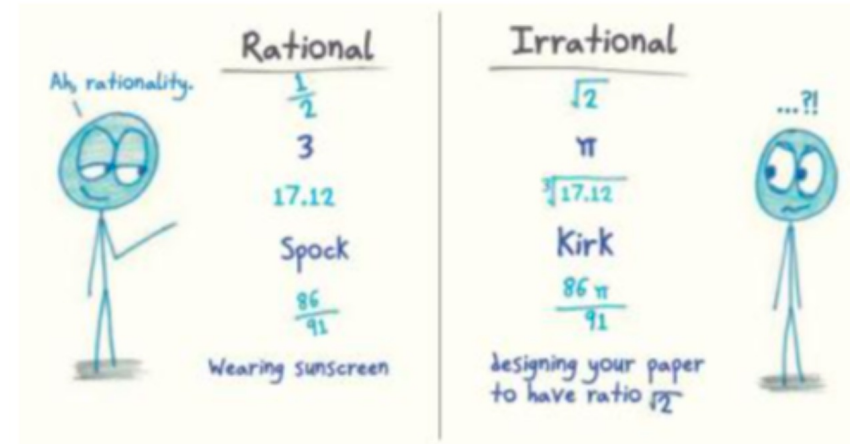 Rational
Ah, rationality.
1/2
3
17.12
Spock
86/91
Wearing sunscreen
Irrational
√2
π
∛17.12
Kirk
86π/91
designing your paper
to have ratio √2
...?!